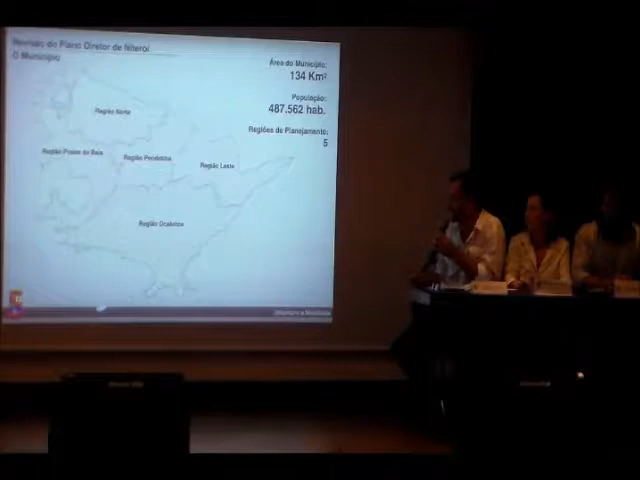 Revisão do Plano Diretor de Niterói
O Município
Área do Município:
134 Km²
População:
487.562 hab.
Regiões de Planejamento:
5
Região Norte
Região Praias da Baía
Região Pendotiba
Região Leste
Região Oceânica